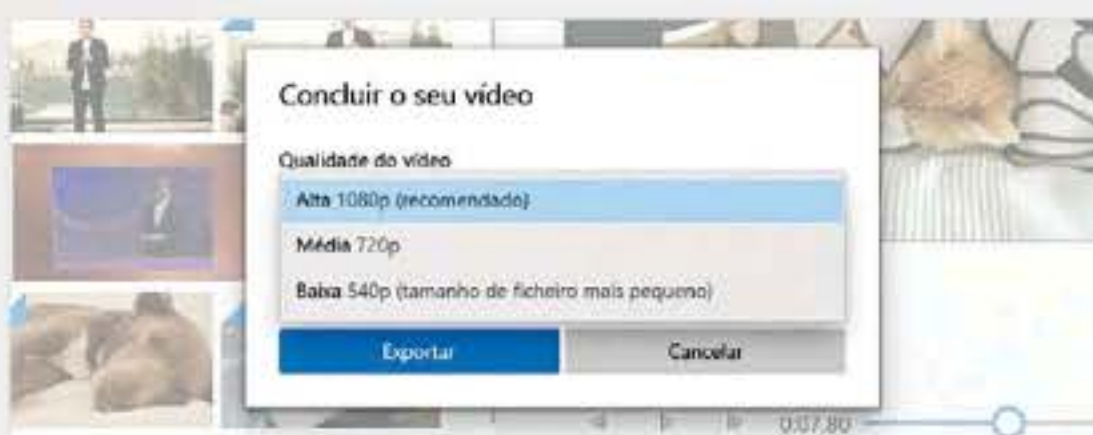 Concluir o seu vídeo
Qualidade do vídeo
Alta 1080p (recomendado)
Média 720p
Baixa 540p (tamanho de ficheiro mais pequeno)
Exportar Cancelar
0:07.80